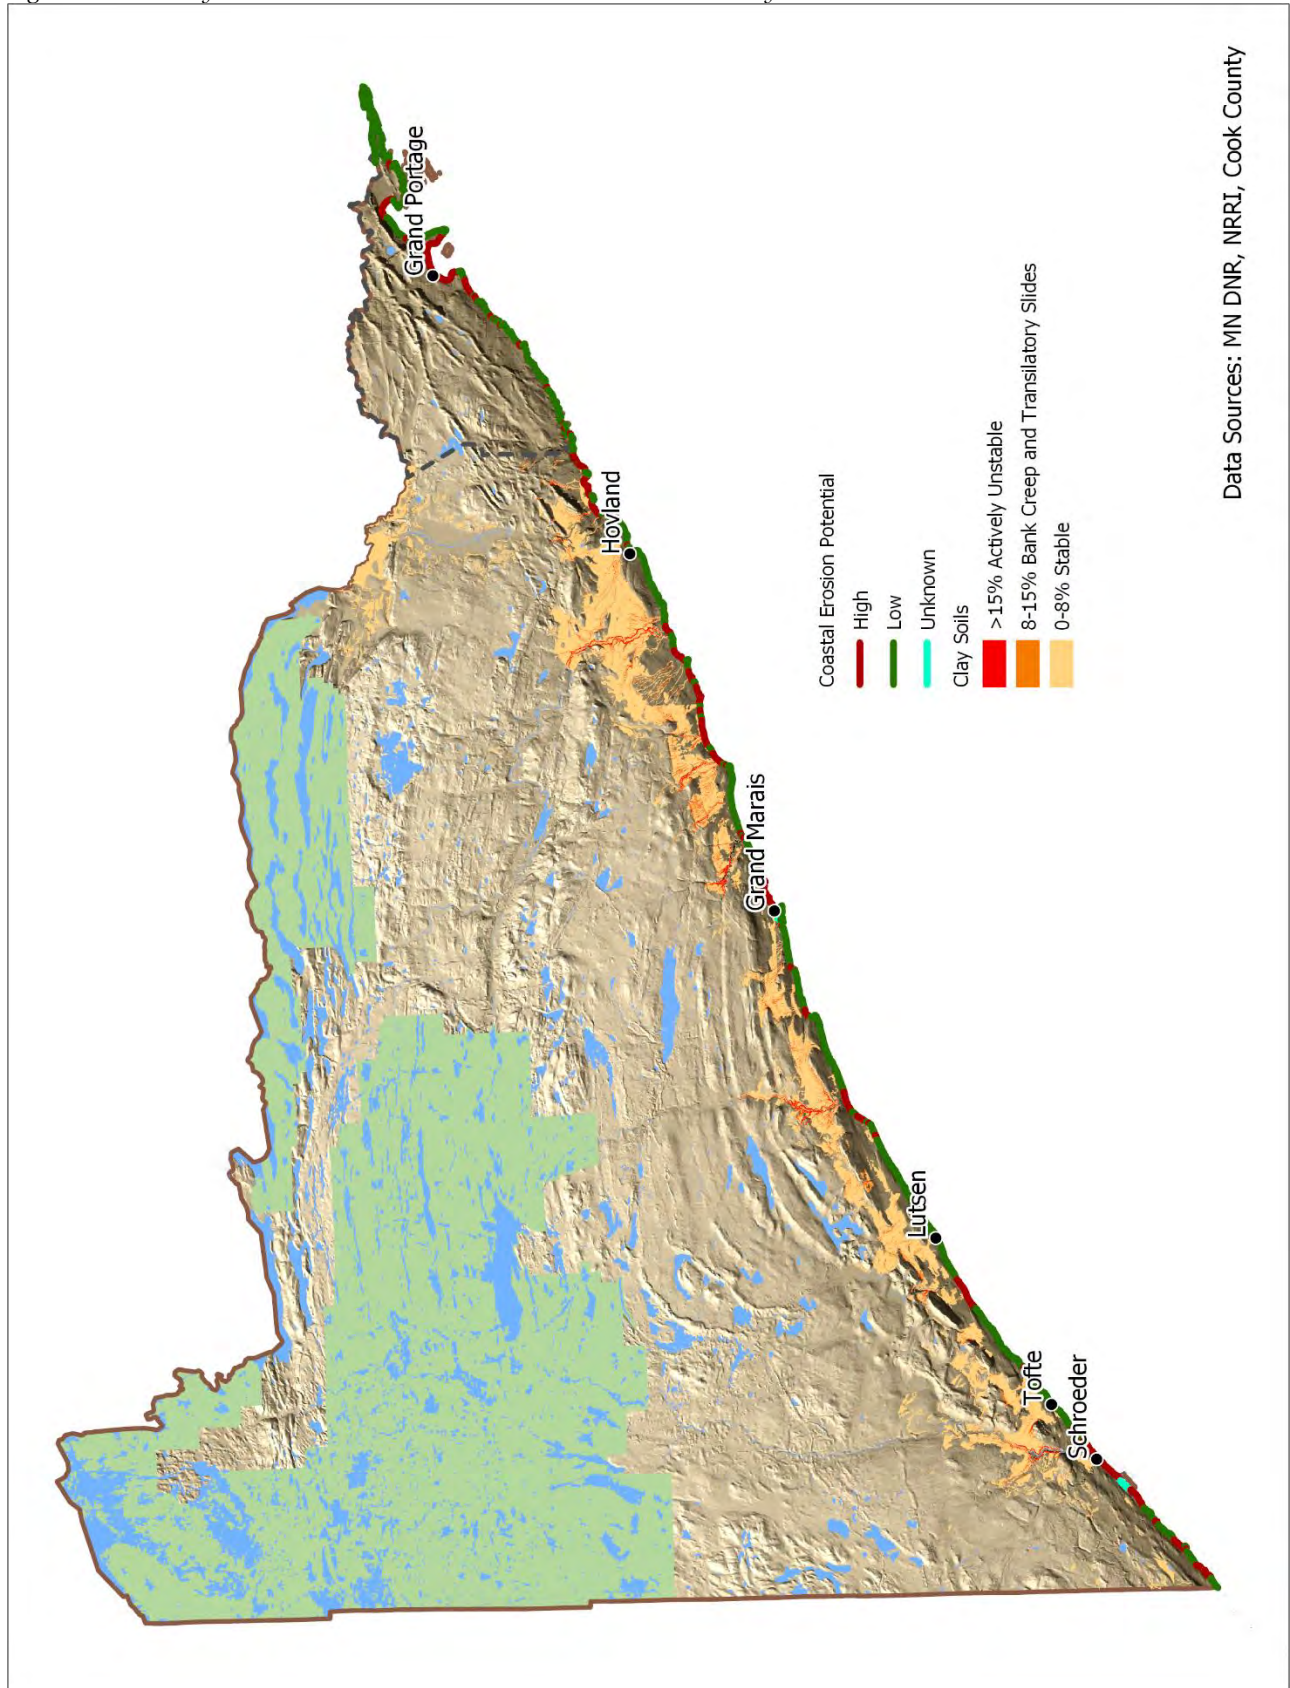 Grand Portage
Hovland
Grand Marais
Lutsen
Tofte
Schroeder
Coastal Erosion Potential
High
Low
Unknown
Clay Soils
>15% Actively Unstable
8-15% Bank Creep and Transilatory Slides
0-8% Stable
Data Sources: MN DNR, NRRI, Cook County